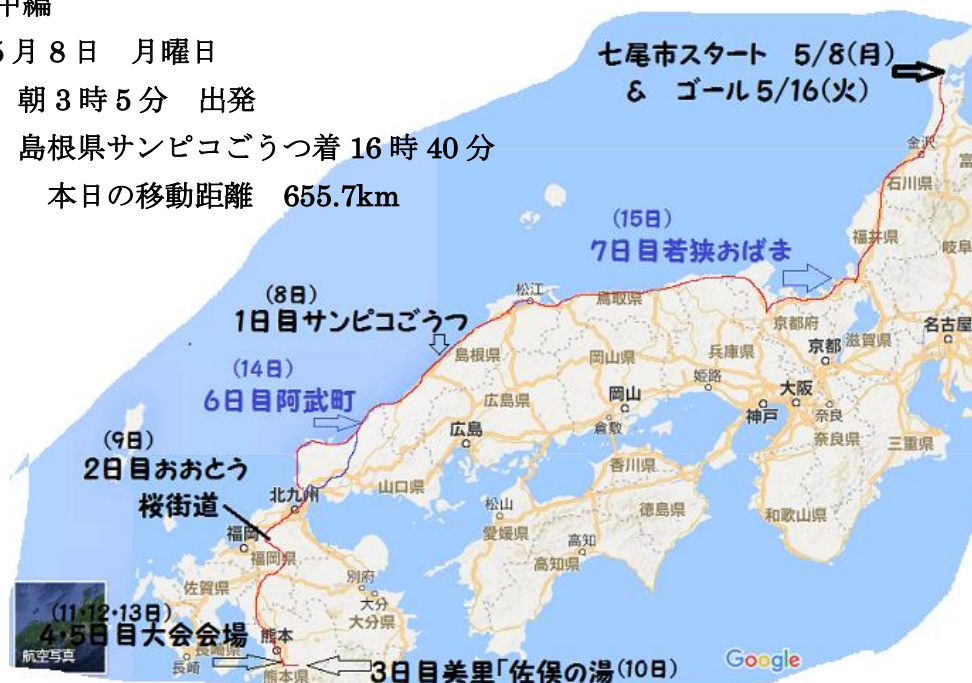 中編
5月8日　月曜日
朝3時5分　出発
島根県サンピコごうつ着 16時40分
本日の移動距離　655.7km
七尾市スタート　5/8(月)
&　ゴール5/16(火)
金沢
富
石川県
福井県
岐阜
(15日)
7日目若狭おばま
(8日)
1日目サンピコごうつ
松江
鳥取県
京都府
島根県
岡山県
兵庫県
京都
滋賀県
名古屋
(14日)
6日目阿武町
姫路
大阪
岡山
広島県
神戸
奈良
倉敷
広島
奈良県
三重県
(9日)
2日目おおとう
桜街道
香川県
北九州
山口県
松山
徳島県
和歌山県
愛媛県
福岡
高知
福岡県
高知県
佐賀県
別府
大分
大分県
(11・12・13日)
4・5日目大会会場
熊本
長崎県
航空写真
長崎
熊本県
3日目美里「佐俣の湯(10日)
Google